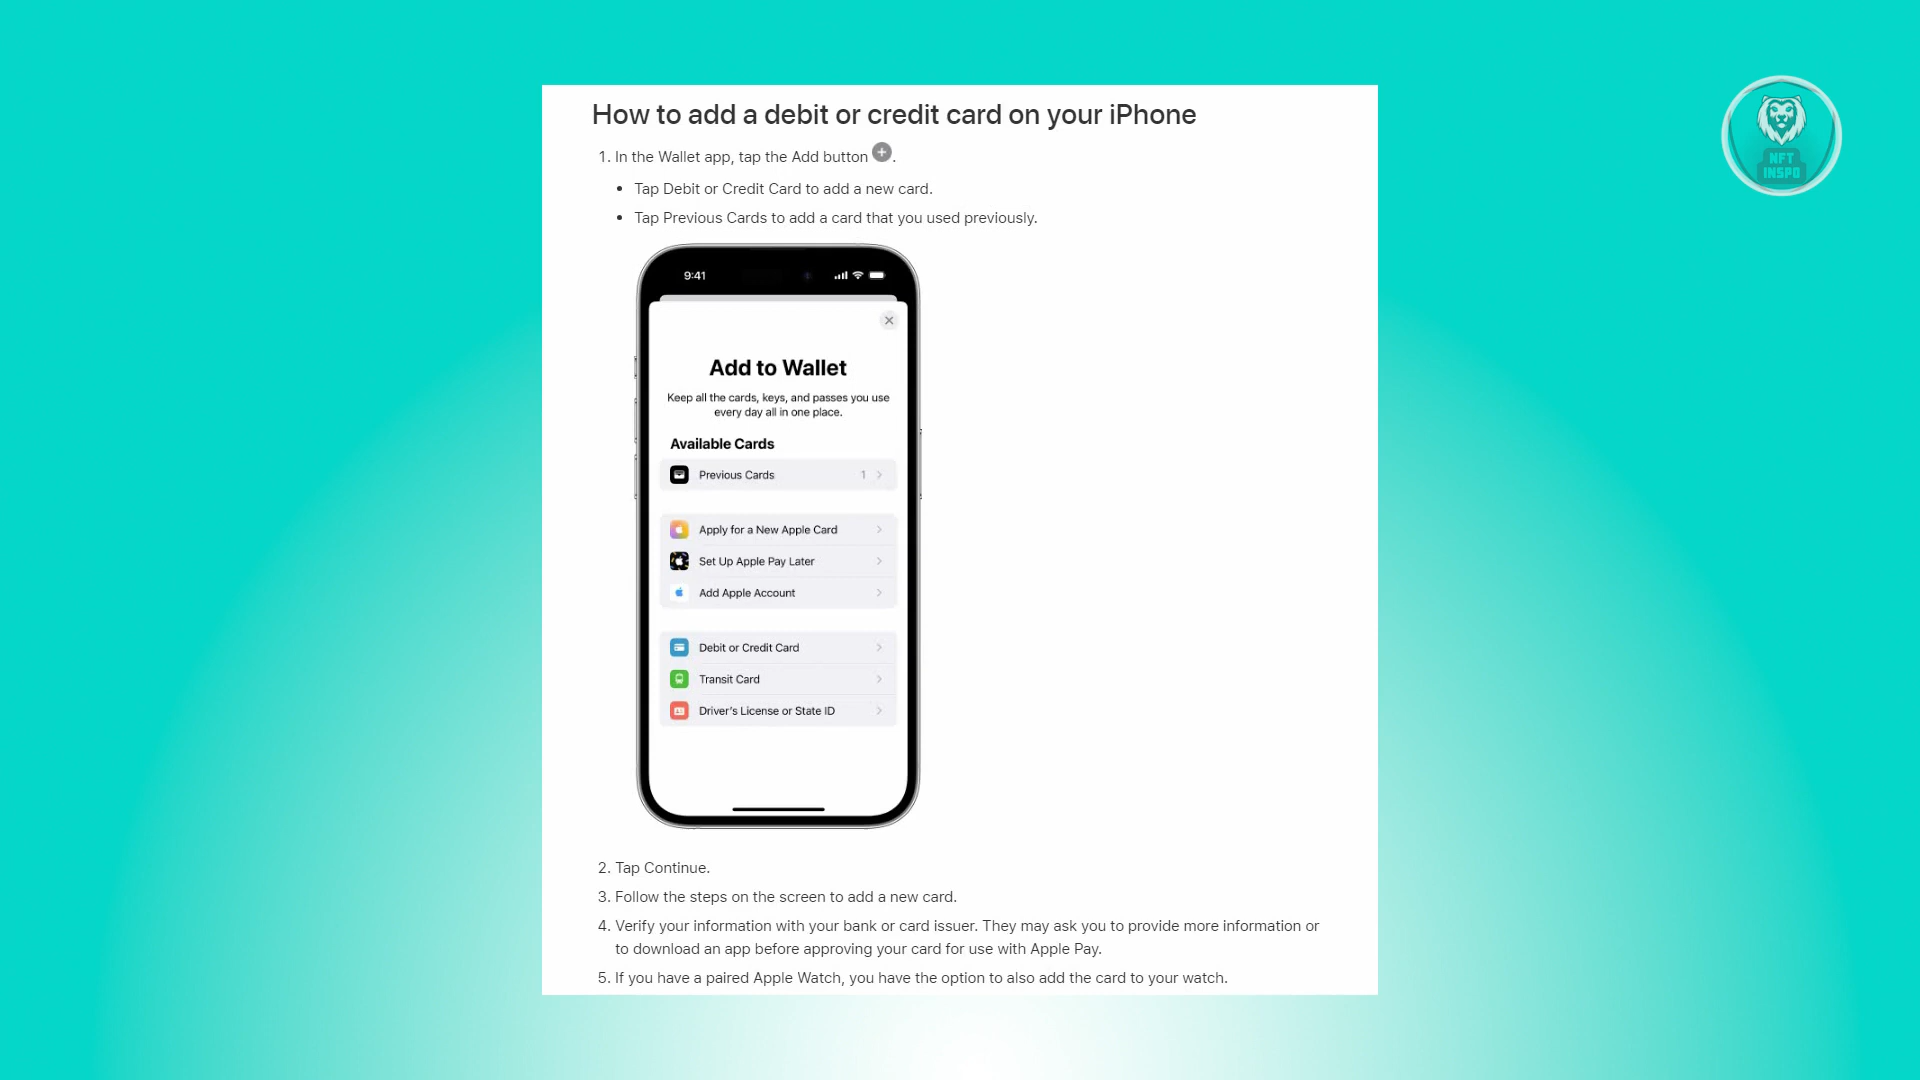 How to add a debit or credit card on your iPhone
1. In the Wallet app, tap the Add button +.
• Tap Debit or Credit Card to add a new card.
• Tap Previous Cards to add a card that you used previously.
9:41
Add to Wallet
Keep all the cards, keys, and passes you use
every day all in one place.
Available Cards
Previous Cards 1
Apply for a New Apple Card
Set Up Apple Pay Later
Add Apple Account
Debit or Credit Card
Transit Card
Driver's License or State ID
2. Tap Continue.
3. Follow the steps on the screen to add a new card.
4. Verify your information with your bank or card issuer. They may ask you to provide more information or
to download an app before approving your card for use with Apple Pay.
5. If you have a paired Apple Watch, you have the option to also add the card to your watch.
NFT
INSPO